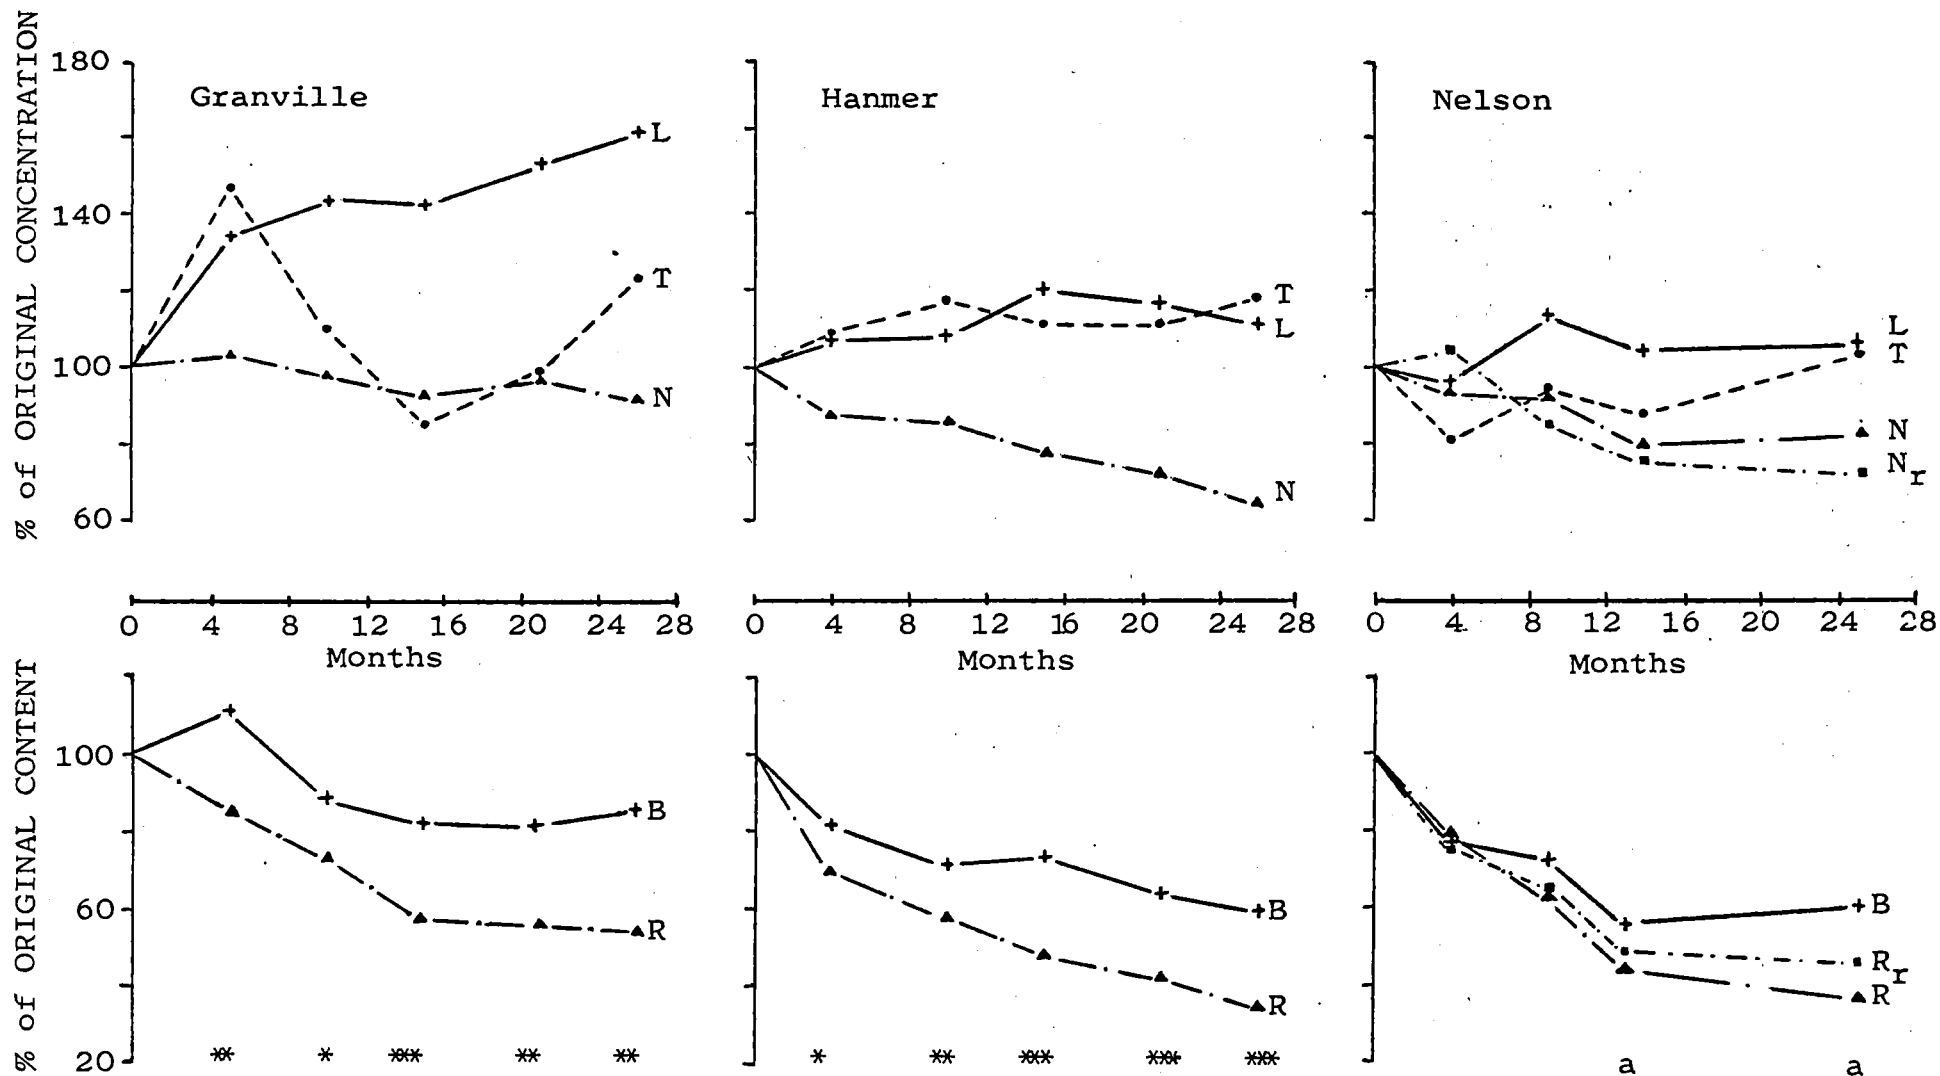 % of ORIGINAL CONCENTRATION
180
140
100
60
Granville
L
T
N
0 4 8 12 16 20 24 28
Months
Hanmer
T
L
N
0 4 8 12 16 20 24 28
Months
Nelson
L
T
N
Nr
0 4 8 12 16 20 24 28
Months
% of ORIGINAL CONTENT
100
60
20
B
R
** * *** ** **
B
R
* ** *** *** ***
B
Rr
R
a a